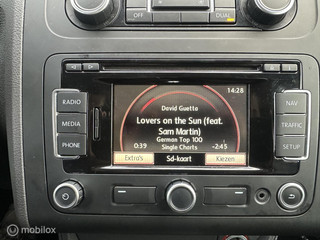 DUAL
RADIO
MEDIA
PHONE
14:28
David Guetta
Lovers on the Sun (feat.
Sam Martin)
German Top 100
Single Charts
0:39
-2:45
Extra's
Sd-kaart
Kiezen
NAV
TRAFFIC
SETUP
© mobilox